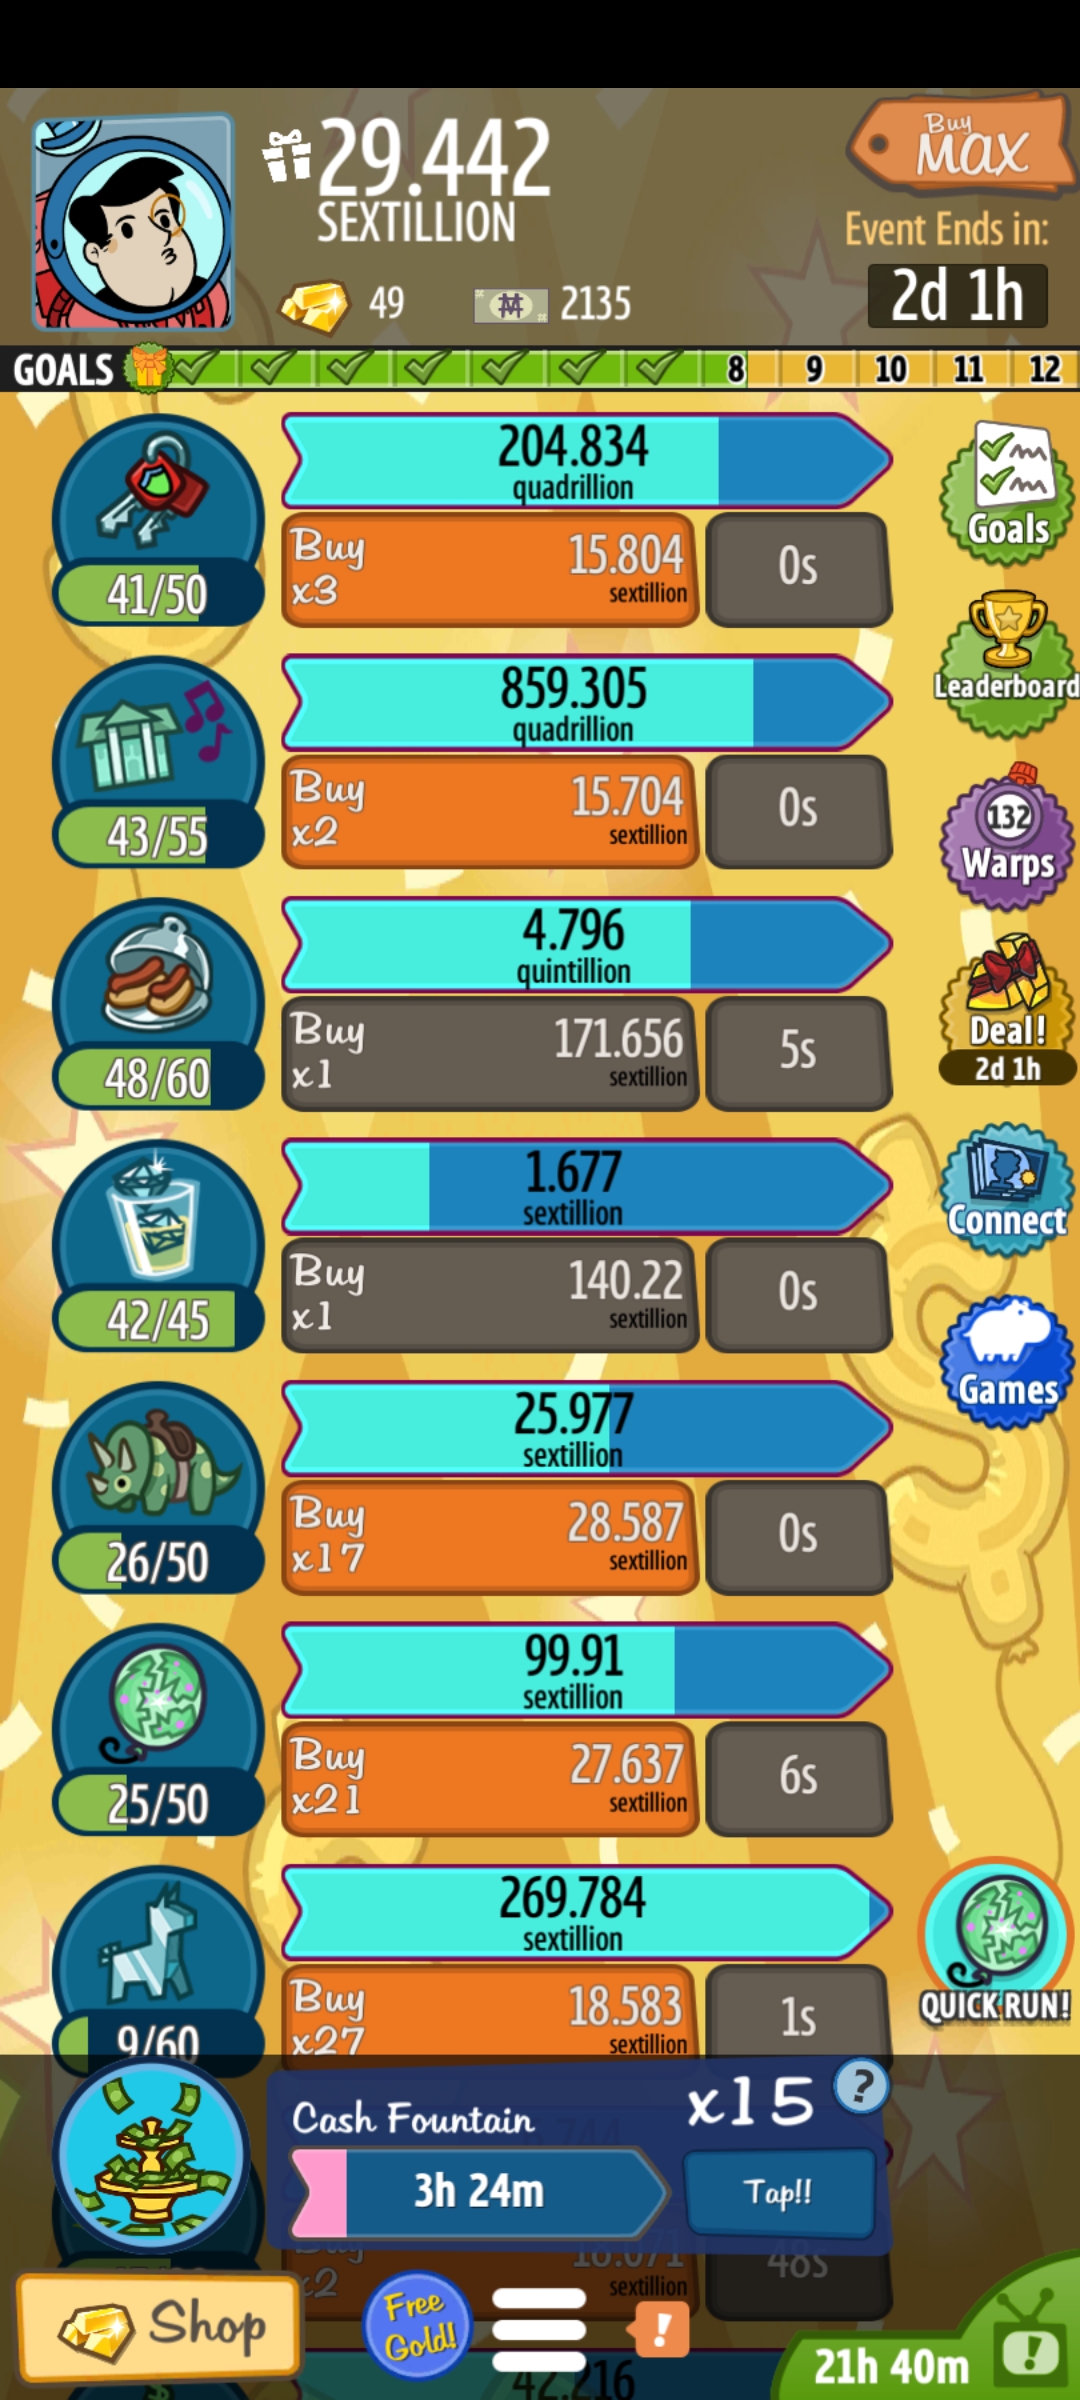 29.442
SEXTILLION
49
2135
Buy
MAX
Event Ends in:
2d 1h
GOALS
8 9 10 11 12
204.834
quadrillion
Buy
x3
15.804
sextillion
0s
41/50
859.305
quadrillion
Buy
x2
15.704
sextillion
0s
43/55
4.796
quintillion
Buy
x1
171.656
sextillion
5s
48/60
1.677
sextillion
Buy
x1
140.22
sextillion
0s
42/45
25.977
sextillion
Buy
x17
28.587
sextillion
0s
26/50
99.91
sextillion
Buy
x21
27.637
sextillion
6s
25/50
269.784
sextillion
Buy
x27
18.583
sextillion
1s
9/60
Goals
Leaderboard
132
Warps
Deal!
2d 1h
Connect
Games
QUICK RUN!
Cash Fountain
x15
?
3h 24m
Tap!!
sextillion
48s
Shop
Free
Gold!
!
42.216
21h 40m
!